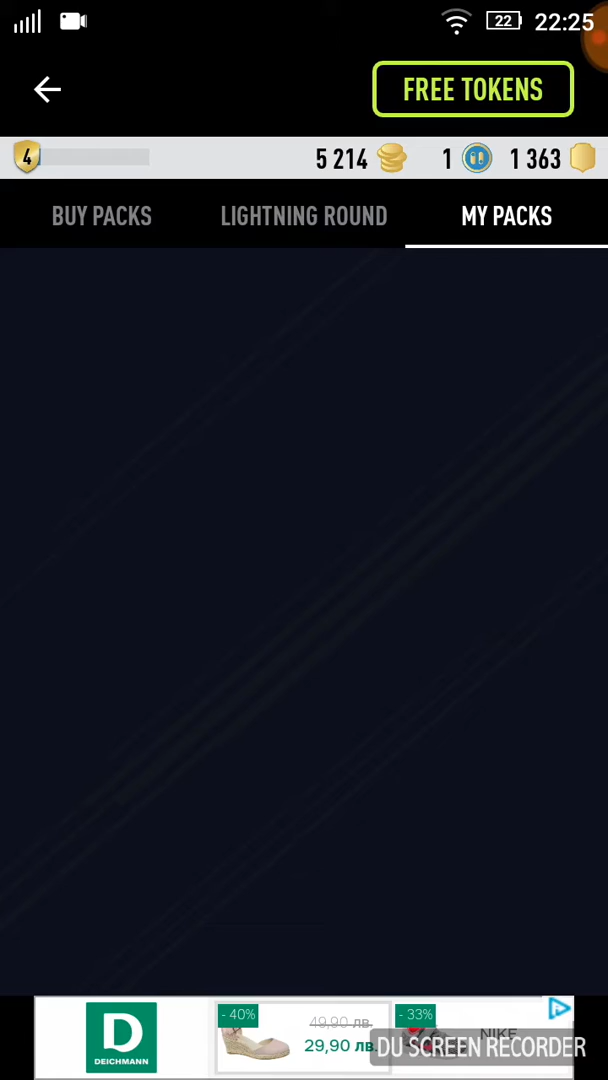 22 22:25
FREE TOKENS
4 5 214 1 1 363
BUY PACKS LIGHTNING ROUND MY PACKS
- 40% 49,90 лв. - 33%
D NIKE
29,90 лв.
DEICHMANN
DU SCREEN RECORDER